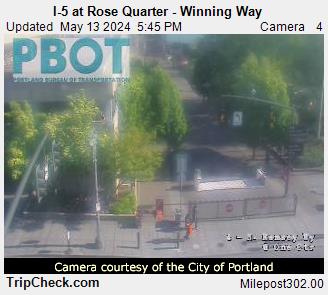 I-5 at Rose Quarter - Winning Way
Updated  May 13 2024  5:45 PM
Camera  4
PBOT
PORTLAND BUREAU OF TRANSPORTATION
Camera courtesy of the City of Portland
TripCheck.com
Milepost302.00